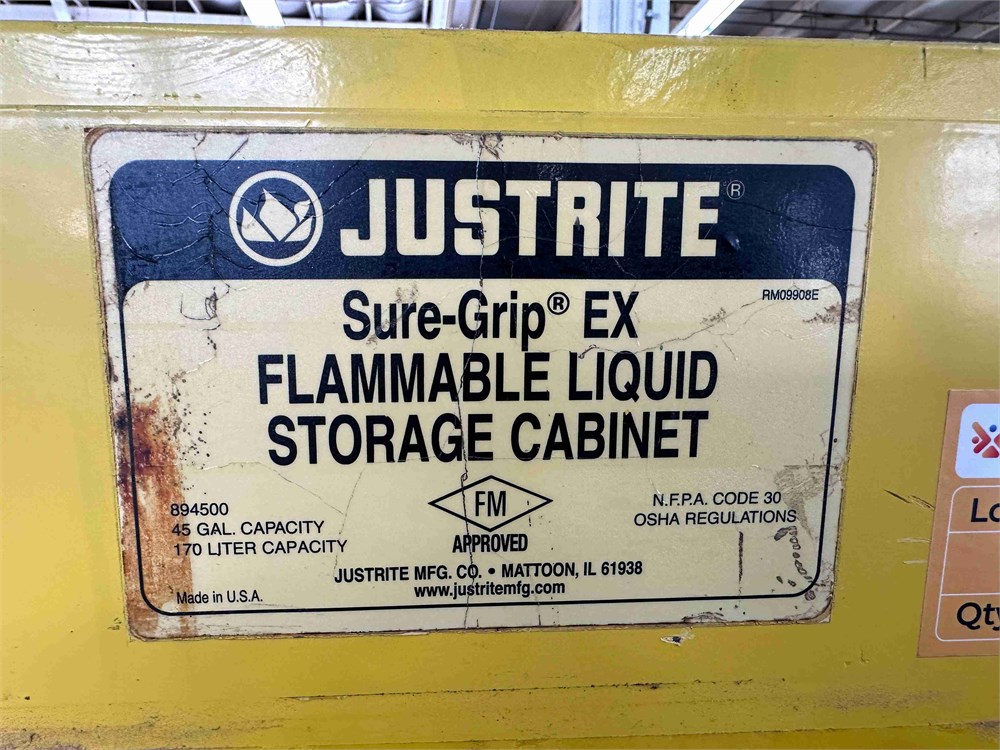 JUSTRITE®
RM09908E
Sure-Grip® EX
FLAMMABLE LIQUID
STORAGE CABINET
894500
45 GAL. CAPACITY
170 LITER CAPACITY
FM
APPROVED
N.F.P.A. CODE 30
OSHA REGULATIONS
JUSTRITE MFG. CO. • MATTOON, IL 61938
www.justritemfg.com
Made in U.S.A.
Qty